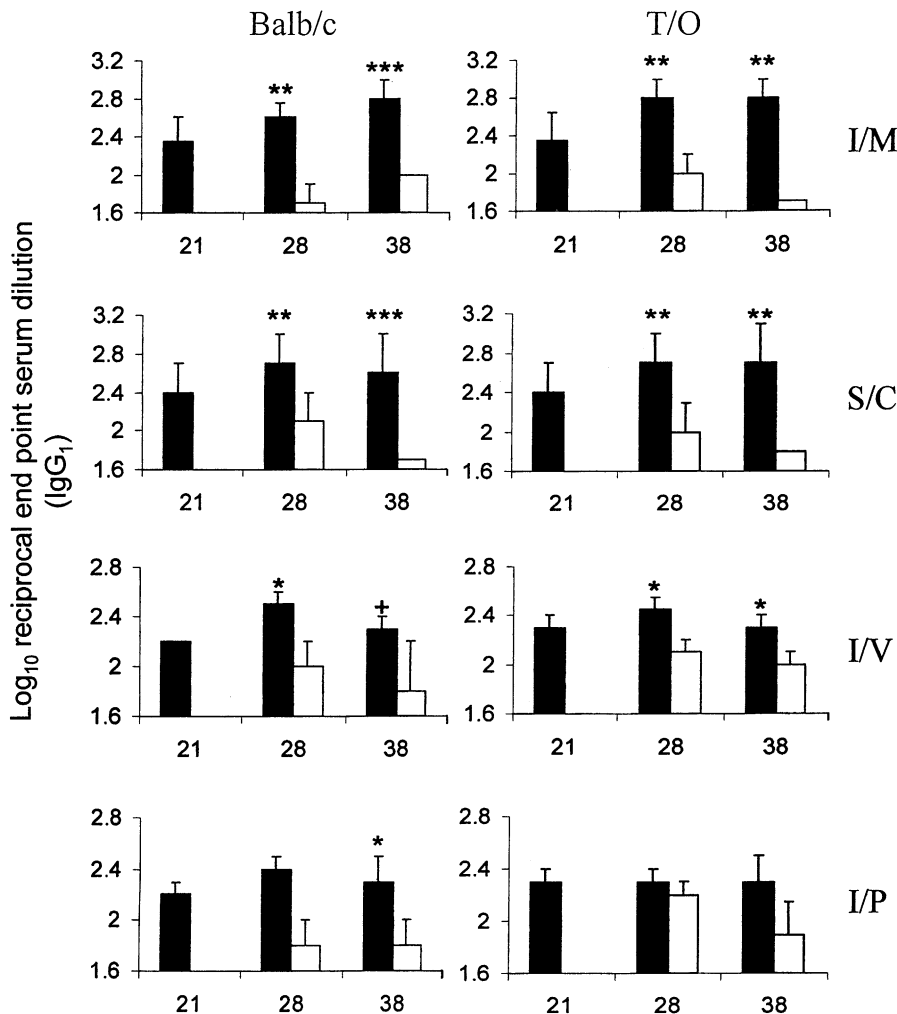 Balb/c T/O
Log10 reciprocal end point serum dilution
(IgG1)
3.2 2.8 2.4 2 1.6
** ***
21 28 38
3.2 2.8 2.4 2 1.6
** **
21 28 38
I/M
3.2 2.8 2.4 2 1.6
** ***
21 28 38
3.2 2.8 2.4 2 1.6
** **
21 28 38
S/C
2.8 2.4 2 1.6
* +
21 28 38
2.8 2.4 2 1.6
* *
21 28 38
I/V
2.8 2.4 2 1.6
*
21 28 38
2.8 2.4 2 1.6
21 28 38
I/P